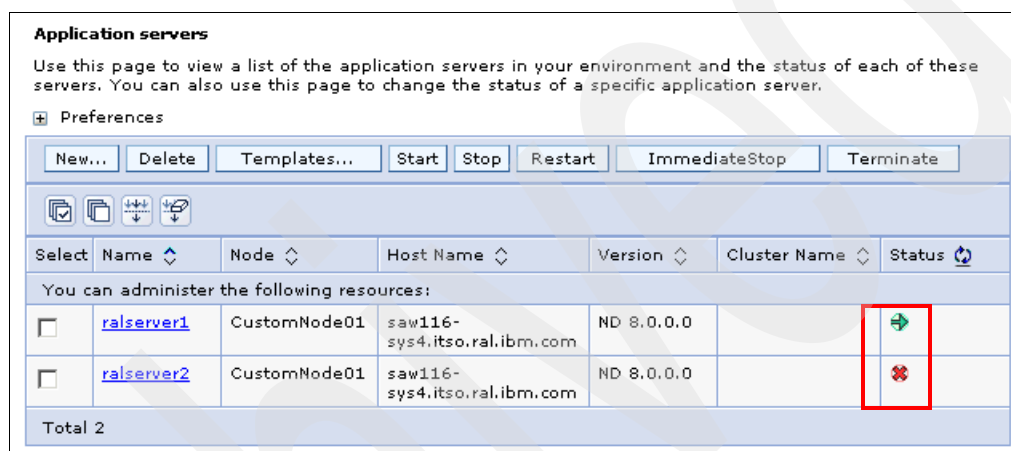 Application servers
Use this page to view a list of the application servers in your environment and the status of each of these
servers. You can also use this page to change the status of a specific application server.
Preferences
New... Delete Templates... Start Stop Restart ImmediateStop Terminate
Select Name Node Host Name Version Cluster Name Status
You can administer the following resources:
ralserver1 CustomNode01 saw116- ND 8.0.0.0
sys4.itso.ral.ibm.com
ralserver2 CustomNode01 saw116- ND 8.0.0.0
sys4.itso.ral.ibm.com
Total 2